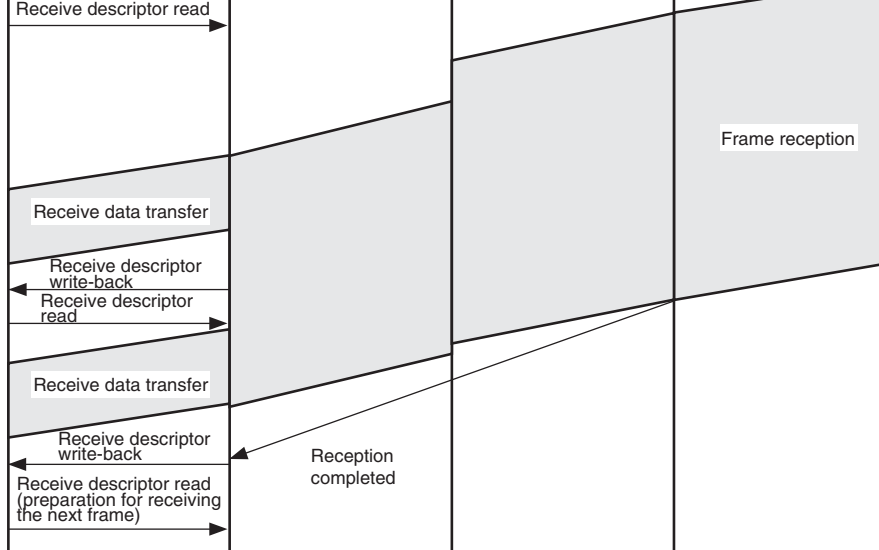 Receive descriptor read
Frame reception
Receive data transfer
Receive descriptor
write-back
Receive descriptor
read
Receive data transfer
Receive descriptor
write-back
Reception
completed
Receive descriptor read
(preparation for receiving
the next frame)